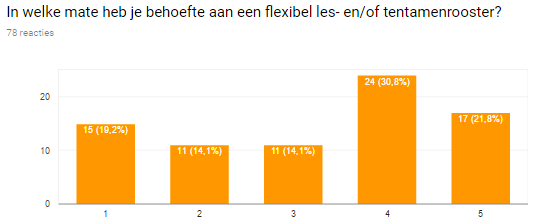 In welke mate heb je behoefte aan een flexibel les- en/of tentamenrooster?
78 reacties
20
10
0
15 (19,2%)
11 (14,1%)
11 (14,1%)
24 (30,8%)
17 (21,8%)
1 2 3 4 5